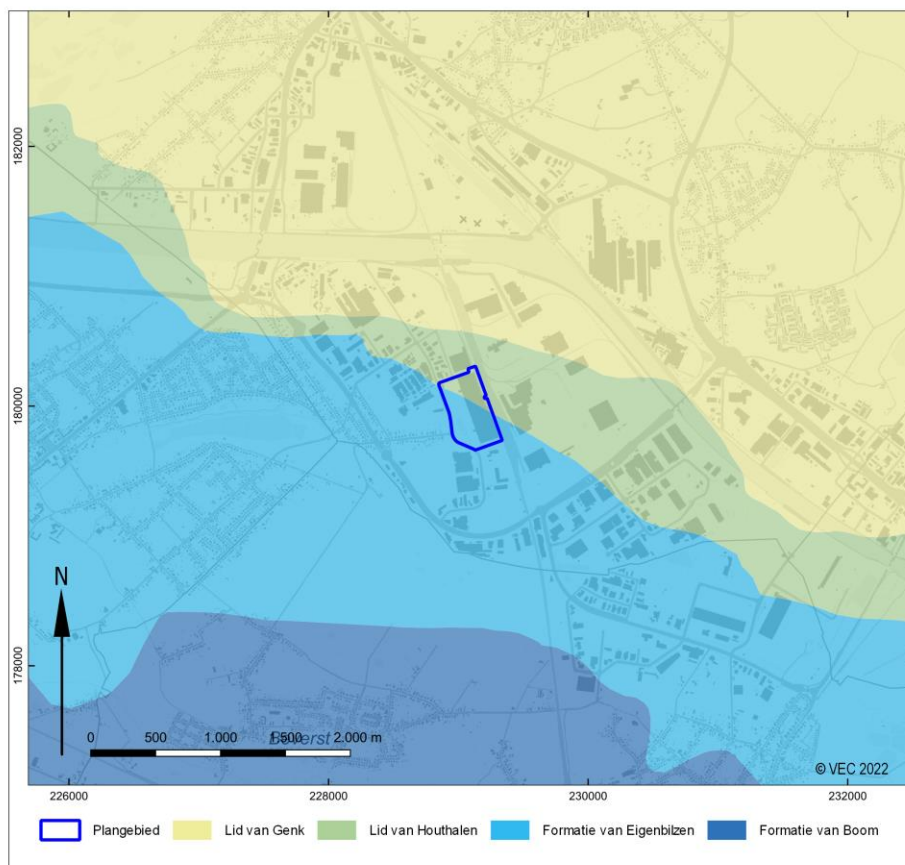 182000
180000
178000
N
0 500 1.000 1.500 2.000 m
Beverst
© VEC 2022
226000 228000 230000 232000
Plangebied Lid van Genk Lid van Houthalen Formatie van Eigenbilzen Formatie van Boom